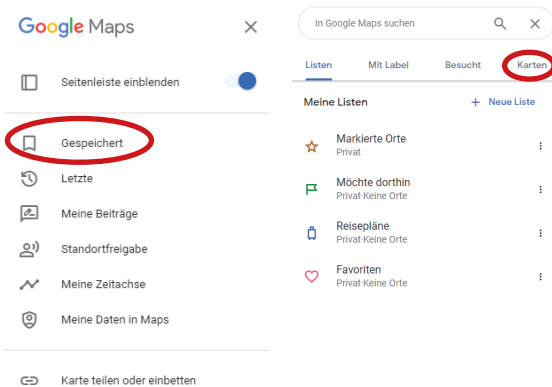 Google Maps
Seitenleiste einblenden
Gespeichert
Letzte
Meine Beiträge
Standortfreigabe
Meine Zeitachse
Meine Daten in Maps
Karte teilen oder einbetten
In Google Maps suchen
Listen Mit Label Besucht Karten
Meine Listen + Neue Liste
Markierte Orte
Privat
Möchte dorthin
Privat·Keine Orte
Reisepläne
Privat·Keine Orte
Favoriten
Privat·Keine Orte